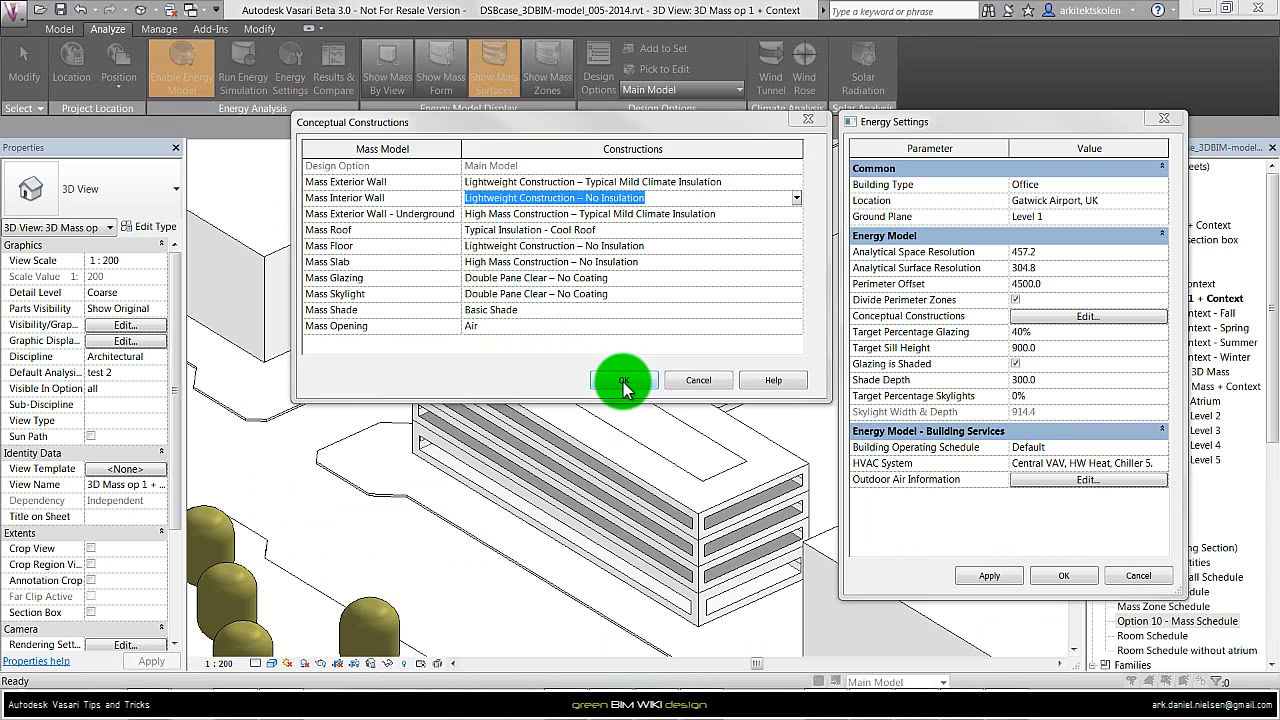 Autodesk Vasari Beta 3.0 - Not For Resale Version - DSBcase_3DBIM-model_005-2014.rvt - 3D View: 3D Mass op 1 + Context
Type a keyword or phrase
arkitektskolen
Model Analyze Manage Add-Ins Modify
Modify
Location
Position
Enable Energy Model
Run Energy Simulation
Energy Settings
Results & Compare
Show Mass By View
Show Mass Form
Show Mass Surfaces
Show Mass Zones
Design Options
Add to Set
Pick to Edit
Main Model
Wind Tunnel
Wind Rose
Solar Radiation
Select
Project Location
Energy Analysis
Energy Model Display
Design Options
Climate Analysis
Solar Analysis
Properties
3D View
3D View: 3D Mass op
Edit Type
Graphics
View Scale 1 : 200
Scale Value 1: 200
Detail Level Coarse
Parts Visibility Show Original
Visibility/Grap... Edit...
Graphic Displa... Edit...
Discipline Architectural
Default Analysi... test 2
Visible In Option all
Sub-Discipline
View Type
Sun Path
Identity Data
View Template <None>
View Name 3D Mass op 1 + ...
Dependency Independent
Title on Sheet
Extents
Crop View
Crop Region Vi...
Annotation Crop
Far Clip Active
Section Box
Camera
Rendering Sett... Edit...
Properties help
Apply
Conceptual Constructions
Mass Model Constructions
Design Option Main Model
Mass Exterior Wall Lightweight Construction – Typical Mild Climate Insulation
Mass Interior Wall Lightweight Construction – No Insulation
Mass Exterior Wall - Underground High Mass Construction – Typical Mild Climate Insulation
Mass Roof Typical Insulation - Cool Roof
Mass Floor Lightweight Construction – No Insulation
Mass Slab High Mass Construction – No Insulation
Mass Glazing Double Pane Clear – No Coating
Mass Skylight Double Pane Clear – No Coating
Mass Shade Basic Shade
Mass Opening Air
OK Cancel Help
Energy Settings
Parameter Value
Common
Building Type Office
Location Gatwick Airport, UK
Ground Plane Level 1
Energy Model
Analytical Space Resolution 457.2
Analytical Surface Resolution 304.8
Perimeter Offset 4500.0
Divide Perimeter Zones
Conceptual Constructions Edit...
Target Percentage Glazing 40%
Target Sill Height 900.0
Glazing is Shaded
Shade Depth 300.0
Target Percentage Skylights 0%
Skylight Width & Depth 914.4
Energy Model - Building Services
Building Operating Schedule Default
HVAC System Central VAV, HW Heat, Chiller 5.
Outdoor Air Information Edit...
Apply OK Cancel
e_3DBIM-model...
+ Context
1 + Context
ntext - Fall
ntext - Spring
ntext - Summer
ntext - Winter
3D Mass
Mass + Context
Atrium
Level 2
Level 3
Level 4
Level 5
Mass Zone Schedule
Option 10 - Mass Schedule
Room Schedule
Room Schedule without atrium
Families
1 : 200
Ready
Main Model
:0
Autodesk Vasari Tips and Tricks
green BIM WIKI design
ark.daniel.nielsen@gmail.com